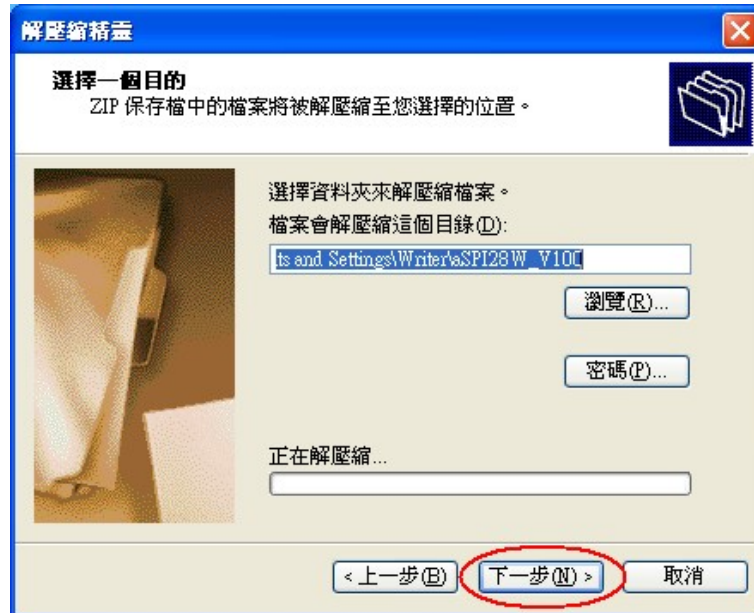 解壓縮精靈
選擇一個目的
ZIP 保存檔中的檔案將被解壓縮至您選擇的位置。
選擇資料夾來解壓縮檔案。
檔案會解壓縮這個目錄(D):
ts and Settings\Writer\aSPI28W_V100
瀏覽(R)...
密碼(P)...
正在解壓縮...
< 上一步(B) 下一步(N) > 取消